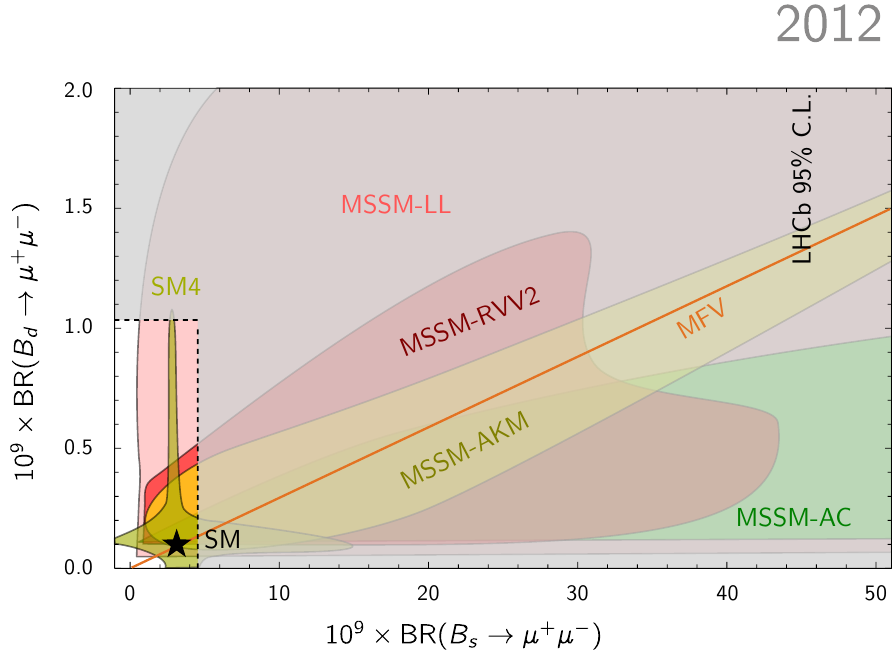 2012
2.0
1.5
1.0
0.5
0.0
10⁹ × BR(B_d → μ⁺μ⁻)
LHCb 95% C.L.
MSSM-LL
SM4
MSSM-RVV2
MFV
MSSM-AKM
MSSM-AC
SM
0 10 20 30 40 50
10⁹ × BR(B_s → μ⁺μ⁻)